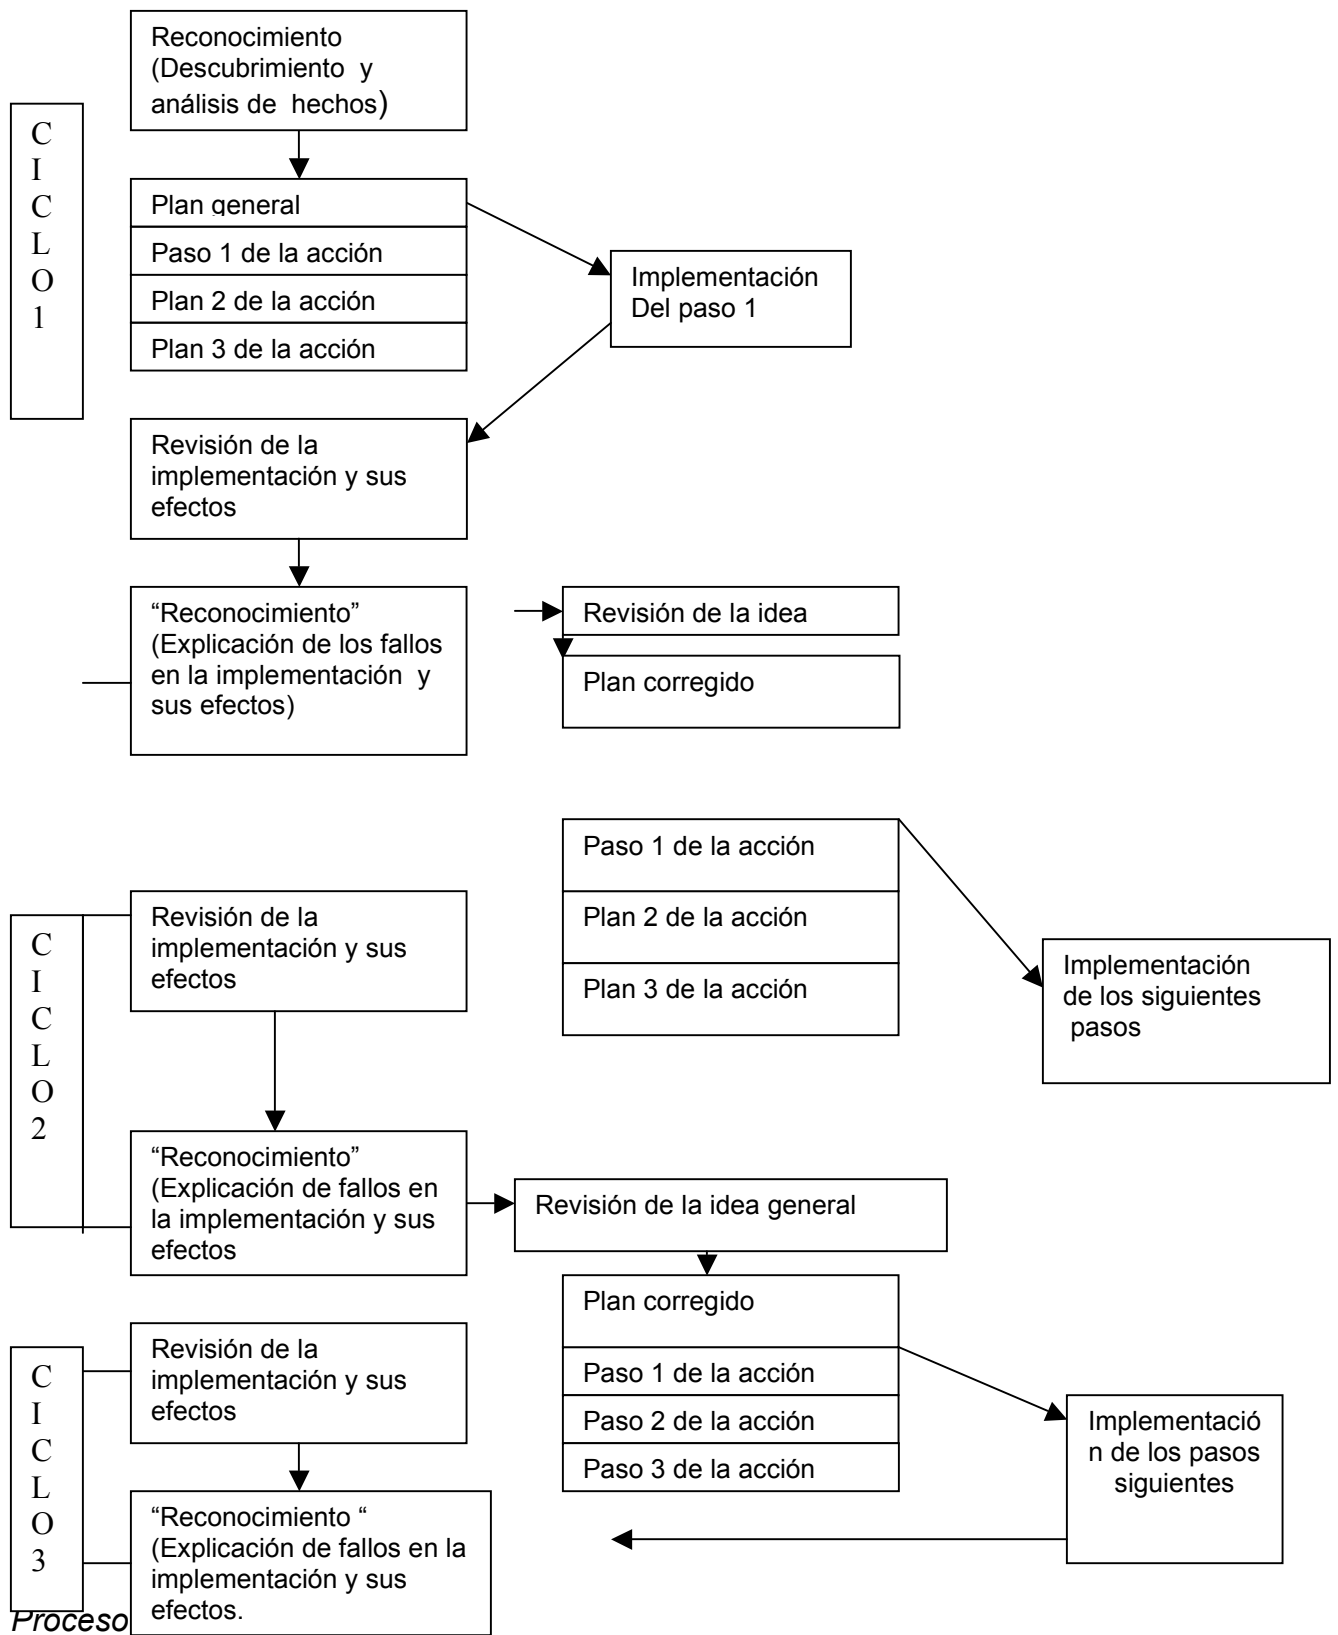 Reconocimiento
(Descubrimiento y
análisis de hechos)
C
I
C
L
O
1
Plan general
Paso 1 de la acción
Plan 2 de la acción
Plan 3 de la acción
Implementación
Del paso 1
Revisión de la
implementación y sus
efectos
“Reconocimiento”
(Explicación de los fallos
en la implementación y
sus efectos)
Revisión de la idea
Plan corregido
Paso 1 de la acción
Plan 2 de la acción
Plan 3 de la acción
Implementación
de los siguientes
pasos
C
I
C
L
O
2
Revisión de la
implementación y sus
efectos
“Reconocimiento”
(Explicación de fallos en
la implementación y sus
efectos
Revisión de la idea general
Plan corregido
Paso 1 de la acción
Paso 2 de la acción
Paso 3 de la acción
Implementació
n de los pasos
siguientes
C
I
C
L
O
3
Revisión de la
implementación y sus
efectos
“Reconocimiento “
(Explicación de fallos en la
implementación y sus
efectos.
Proceso